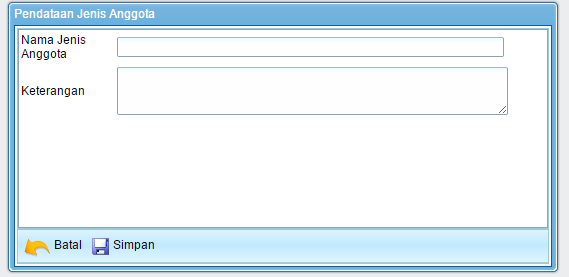 Pendataan Jenis Anggota
Nama Jenis
Anggota
Keterangan
Batal Simpan